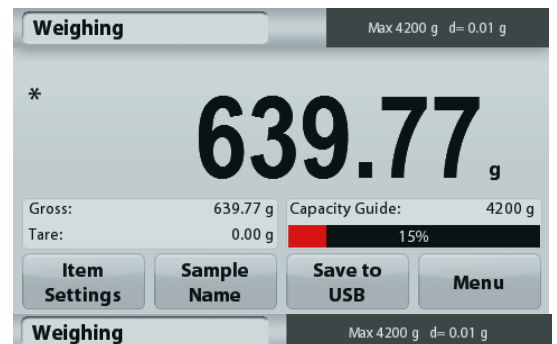 Weighing Max 4200 g d= 0.01 g
*
639.77 g
Gross: 639.77 g Capacity Guide: 4200 g
Tare: 0.00 g 15%
Item Settings Sample Name Save to USB Menu
Weighing Max 4200 g d= 0.01 g